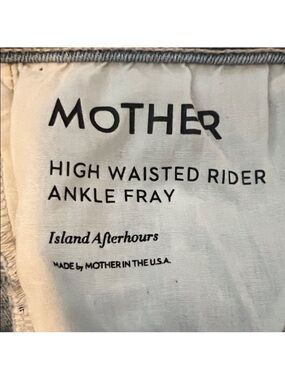 MOTHER
HIGH WAISTED RIDER
ANKLE FRAY
Island Afterhours
MADE by MOTHER IN THE U.S.A.